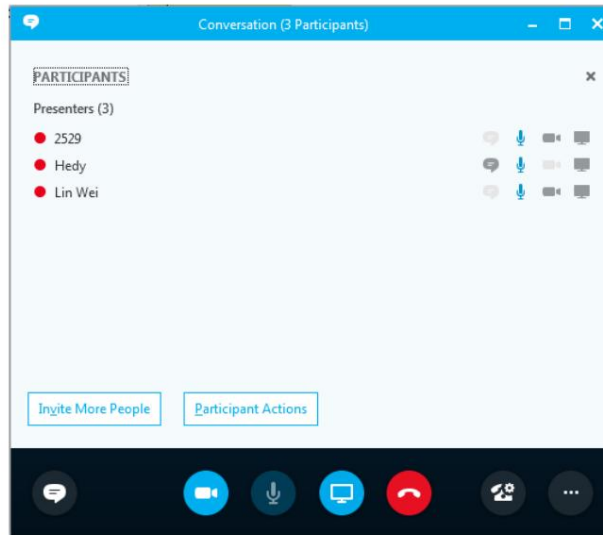 Conversation (3 Participants)
PARTICIPANTS
Presenters (3)
2529
Hedy
Lin Wei
Invite More People
Participant Actions